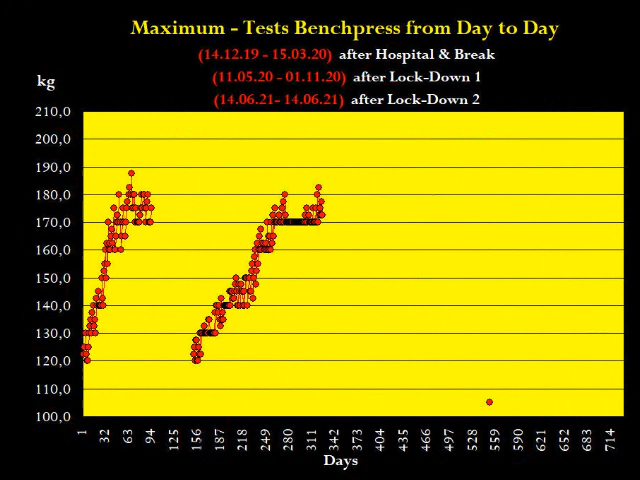 Maximum - Tests Benchpress from Day to Day
(14.12.19 - 15.03.20) after Hospital & Break
(11.05.20 - 01.11.20) after Lock-Down 1
(14.06.21- 14.06.21) after Lock-Down 2
kg
210,0
200,0
190,0
180,0
170,0
160,0
150,0
140,0
130,0
120,0
110,0
100,0
1 32 63 94 125 156 187 218 249 280 311 342 373 404 435 466 497 528 559 590 621 652 683 714
Days